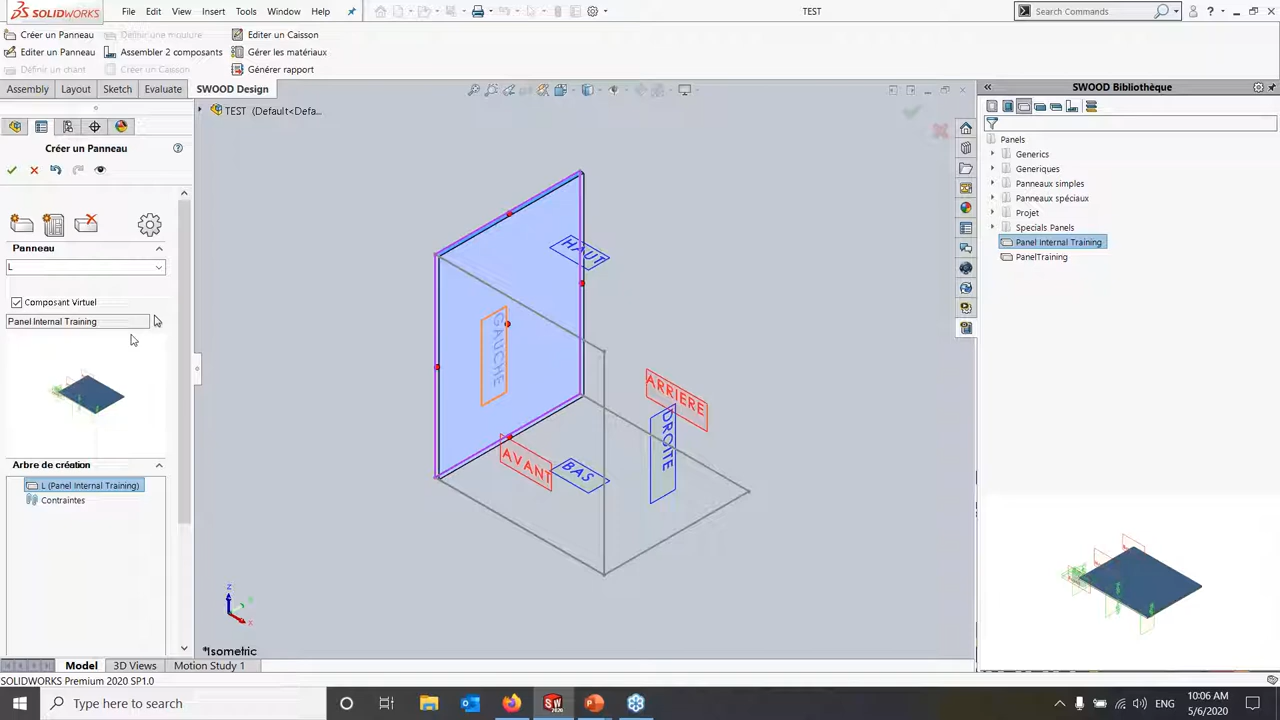 SOLIDWORKS
File Edit View Insert Tools Window Help
TEST
Search Commands
Créer un Panneau
Définir une moulure
Editer un Caisson
Editer un Panneau
Assembler 2 composants
Gérer les matériaux
Définir un chant
Créer un Caisson
Générer rapport
Assembly Layout Sketch Evaluate SWOOD Design
TEST (Default<Defa...
Créer un Panneau
Panneau
L
Composant Virtuel
Panel Internal Training
Arbre de création
L (Panel Internal Training)
Contraintes
HAUT
GAUCHE
ARRIERE
DROITE
AVANT
BAS
z
*Isometric
SWOOD Bibliothèque
Panels
Generics
Generiques
Panneaux simples
Panneaux spéciaux
Projet
Specials Panels
Panel Internal Training
PanelTraining
Model 3D Views Motion Study 1
SOLIDWORKS Premium 2020 SP1.0
Type here to search
ENG
10:06 AM
5/6/2020